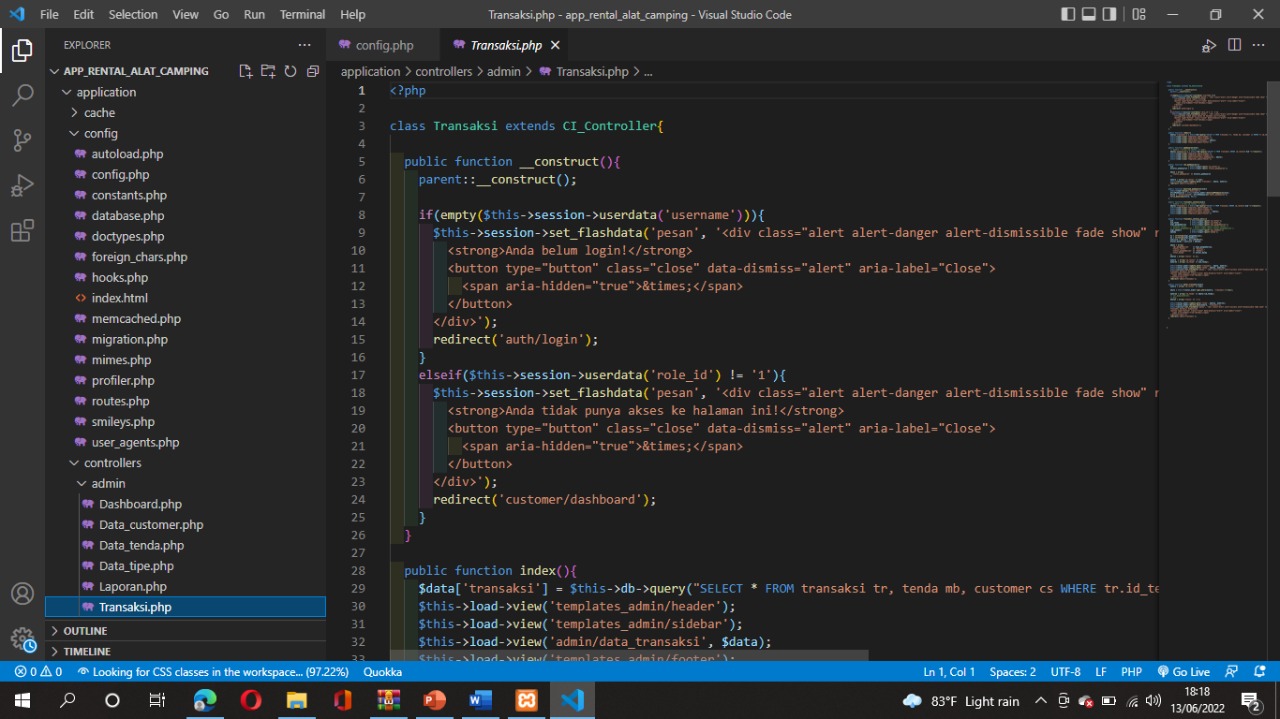 File Edit Selection View Go Run Terminal Help
Transaksi.php - app_rental_alat_camping - Visual Studio Code
EXPLORER
APP_RENTAL_ALAT_CAMPING
application
cache
config
autoload.php
config.php
constants.php
database.php
doctypes.php
foreign_chars.php
hooks.php
index.html
memcached.php
migration.php
mimes.php
profiler.php
routes.php
smileys.php
user_agents.php
controllers
admin
Dashboard.php
Data_customer.php
Data_tenda.php
Data_tipe.php
Laporan.php
Transaksi.php
OUTLINE
TIMELINE
config.php
Transaksi.php
application > controllers > admin > Transaksi.php > ...
1 <?php
2
3 class Transaksi extends CI_Controller{
4
5 public function __construct(){
6 parent::__construct();
7
8 if(empty($this->session->userdata('username'))){
9 $this->session->set_flashdata('pesan', '<div class="alert alert-danger alert-dismissible fade show" r
10 <strong>Anda belum login!</strong>
11 <button type="button" class="close" data-dismiss="alert" aria-label="Close">
12 <span aria-hidden="true">&times;</span>
13 </button>
14 </div>');
15 redirect('auth/login');
16 }
17 elseif($this->session->userdata('role_id') != '1'){
18 $this->session->set_flashdata('pesan', '<div class="alert alert-danger alert-dismissible fade show" r
19 <strong>Anda tidak punya akses ke halaman ini!</strong>
20 <button type="button" class="close" data-dismiss="alert" aria-label="Close">
21 <span aria-hidden="true">&times;</span>
22 </button>
23 </div>');
24 redirect('customer/dashboard');
25 }
26 }
27
28 public function index(){
29 $data['transaksi'] = $this->db->query("SELECT * FROM transaksi tr, tenda mb, customer cs WHERE tr.id_te
30 $this->load->view('templates_admin/header');
31 $this->load->view('templates_admin/sidebar');
32 $this->load->view('admin/data_transaksi', $data);
33 $this->load->view('templates_admin/footer');
0 0 Looking for CSS classes in the workspace... (97.22%) Quokka
Ln 1, Col 1 Spaces: 2 UTF-8 LF PHP Go Live
83°F Light rain
18:18
13/06/2022
2